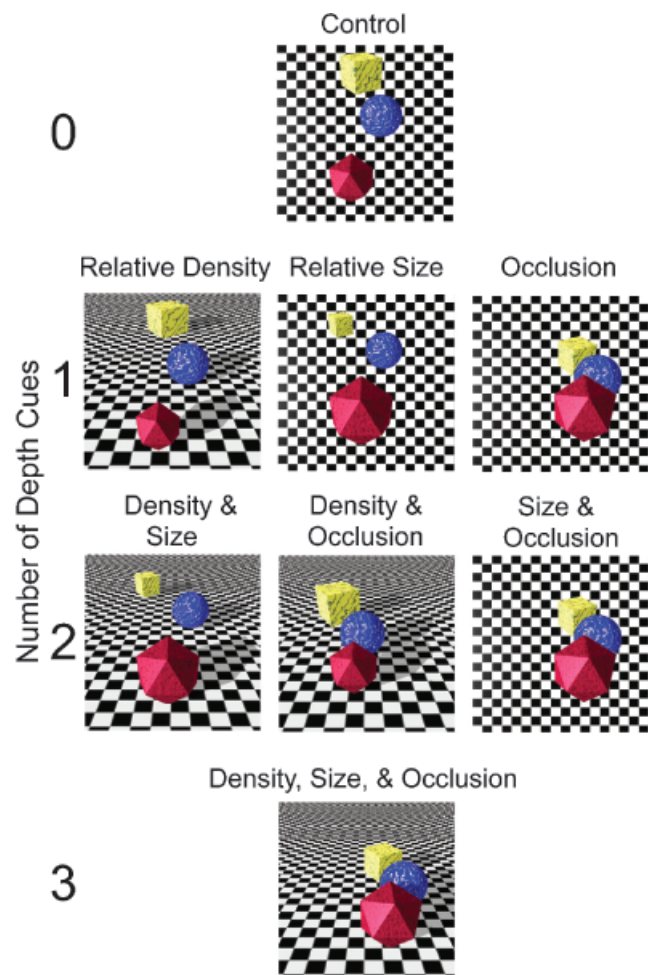 Control
0
Relative Density
Relative Size
Occlusion
1
Number of Depth Cues
Density &
Size
Density &
Occlusion
Size &
Occlusion
2
Density, Size, & Occlusion
3